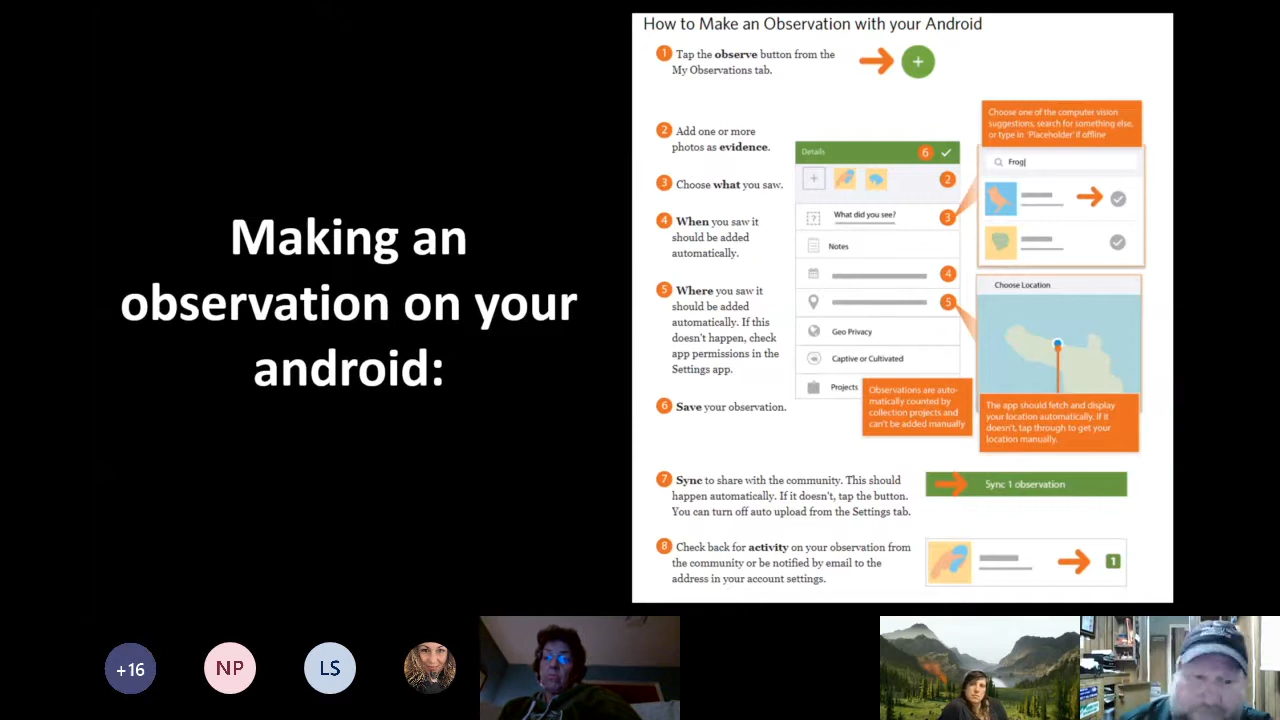 Making an
observation on your
android:
How to Make an Observation with your Android
1 Tap the observe button from the
My Observations tab.
2 Add one or more
photos as evidence.
3 Choose what you saw.
4 When you saw it
should be added
automatically.
5 Where you saw it
should be added
automatically. If this
doesn't happen, check
app permissions in the
Settings app.
6 Save your observation.
Details 6
2
What did you see? 3
Notes
4
5
Geo Privacy
Captive or Cultivated
Projects
Observations are auto-
matically counted by
collection projects and
can't be added manually
Choose one of the computer vision
suggestions, search for something else,
or type in 'Placeholder' if offline
Frog
Choose Location
The app should fetch and display
your location automatically. if it
doesn't, tap through to get your
location manually.
7 Sync to share with the community. This should
happen automatically. If it doesn't, tap the button.
You can turn off auto upload from the Settings tab.
Sync 1 observation
8 Check back for activity on your observation from
the community or be notified by email to the
address in your account settings.
1
+16
NP
LS